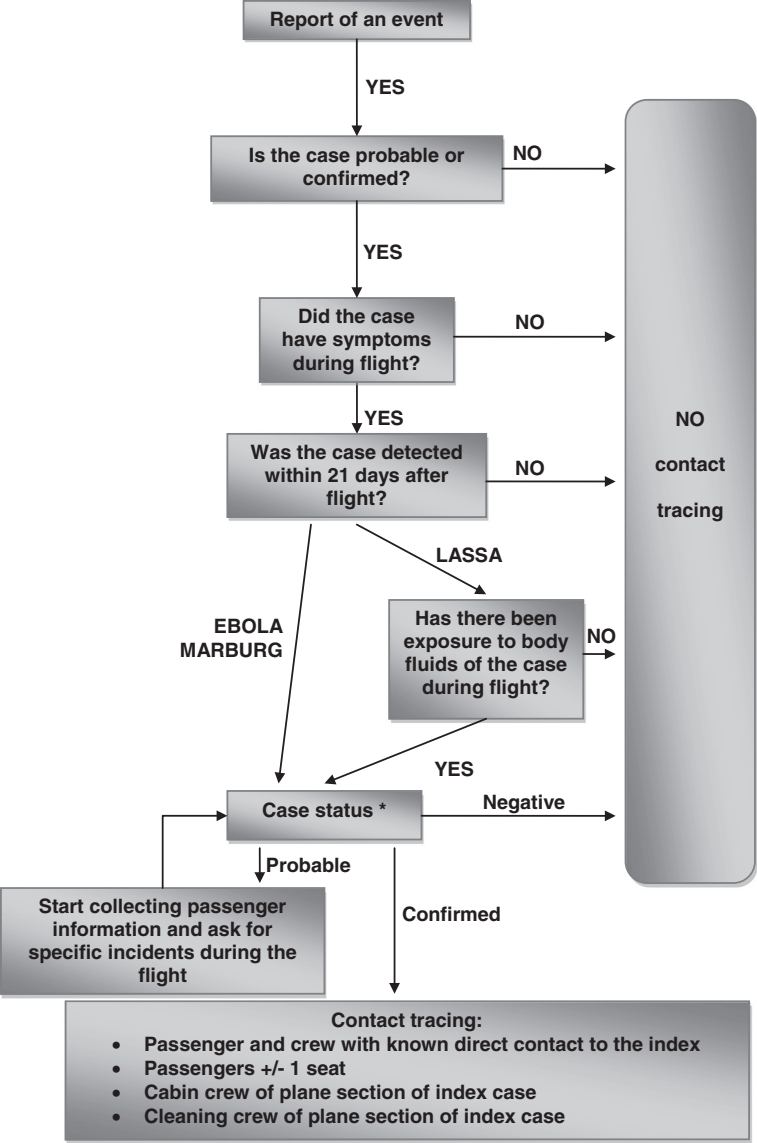 Report of an event
YES
Is the case probable or
confirmed?
NO
YES
Did the case
have symptoms
during flight?
NO
YES
Was the case detected
within 21 days after
flight?
NO
NO
contact
tracing
LASSA
EBOLA
MARBURG
Has there been
exposure to body
fluids of the case
during flight?
NO
YES
Case status *
Negative
Probable
Confirmed
Start collecting passenger
information and ask for
specific incidents during the
flight
Contact tracing:
• Passenger and crew with known direct contact to the index
• Passengers +/- 1 seat
• Cabin crew of plane section of index case
• Cleaning crew of plane section of index case